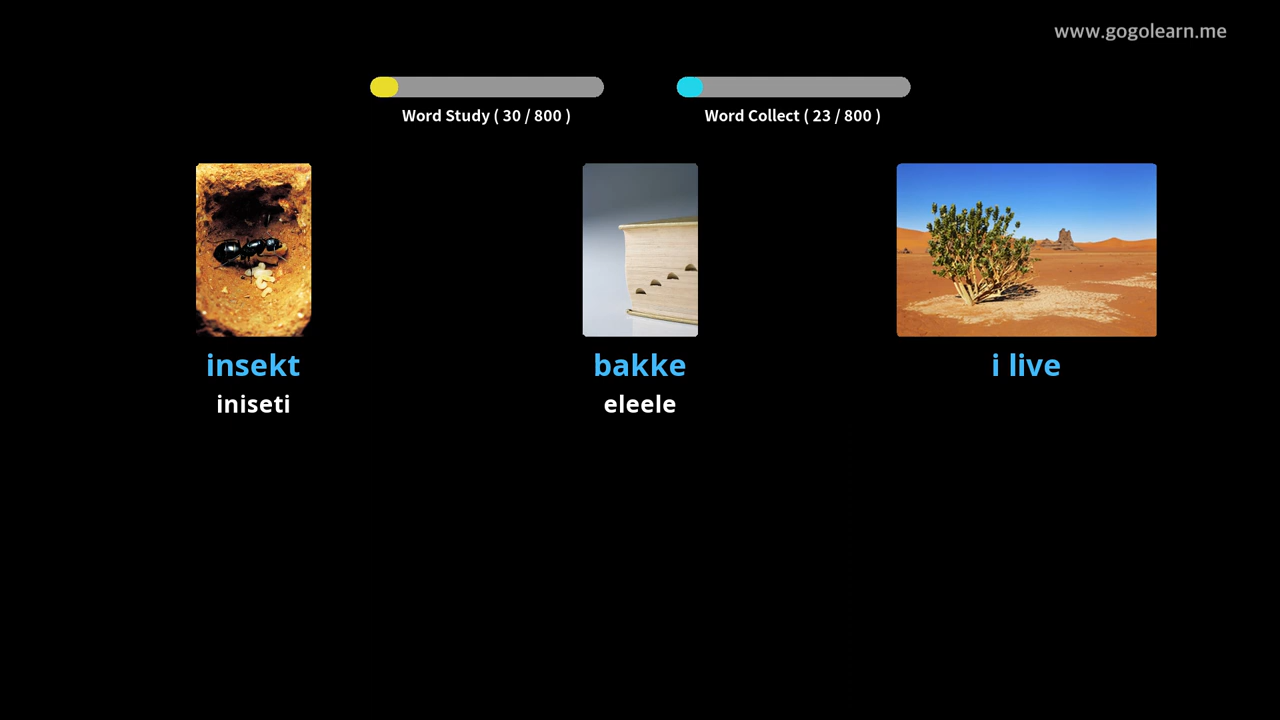 www.gogolearn.me
Word Study ( 30 / 800 )
Word Collect ( 23 / 800 )
insekt
iniseti
bakke
eleele
i live